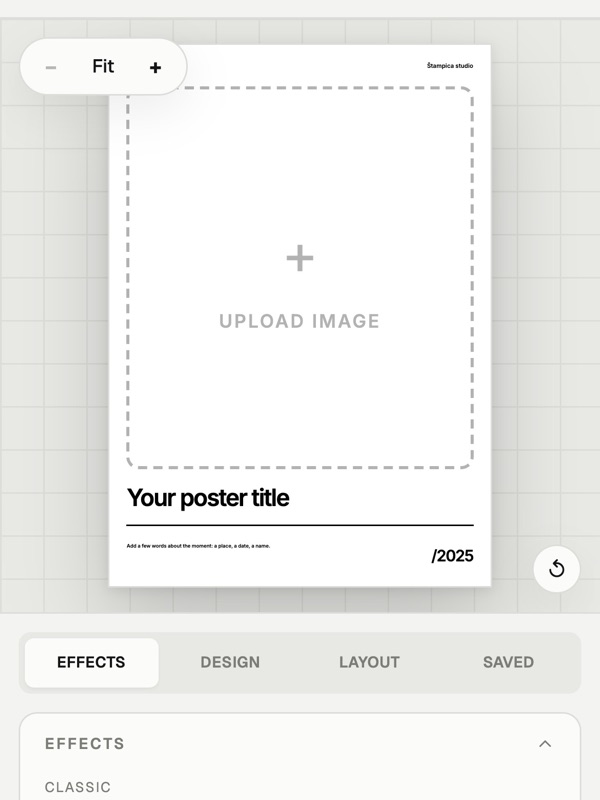 − Fit +
Štampica studio
+
UPLOAD IMAGE
Your poster title
Add a few words about the moment: a place, a date, a name.
/2025
EFFECTS DESIGN LAYOUT SAVED
EFFECTS
CLASSIC